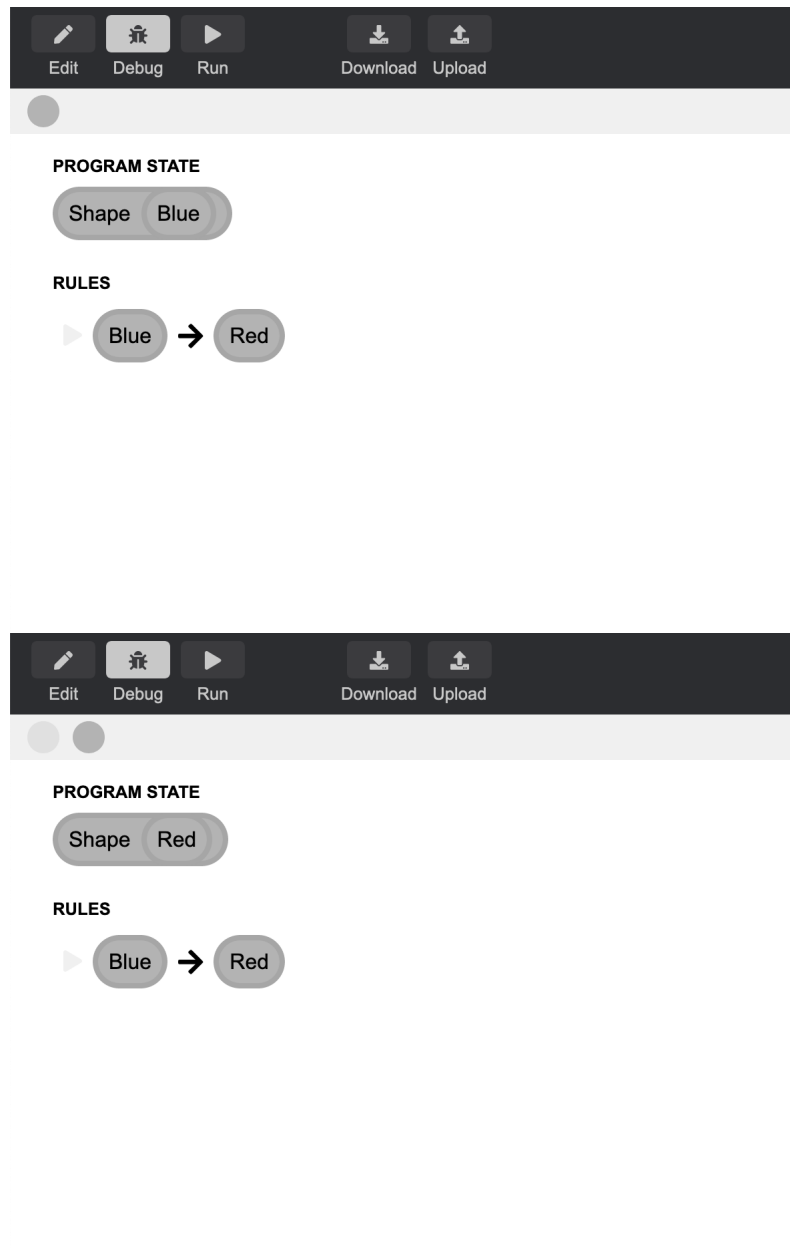 Edit Debug Run Download Upload
PROGRAM STATE
Shape Blue
RULES
Blue → Red
Edit Debug Run Download Upload
PROGRAM STATE
Shape Red
RULES
Blue → Red